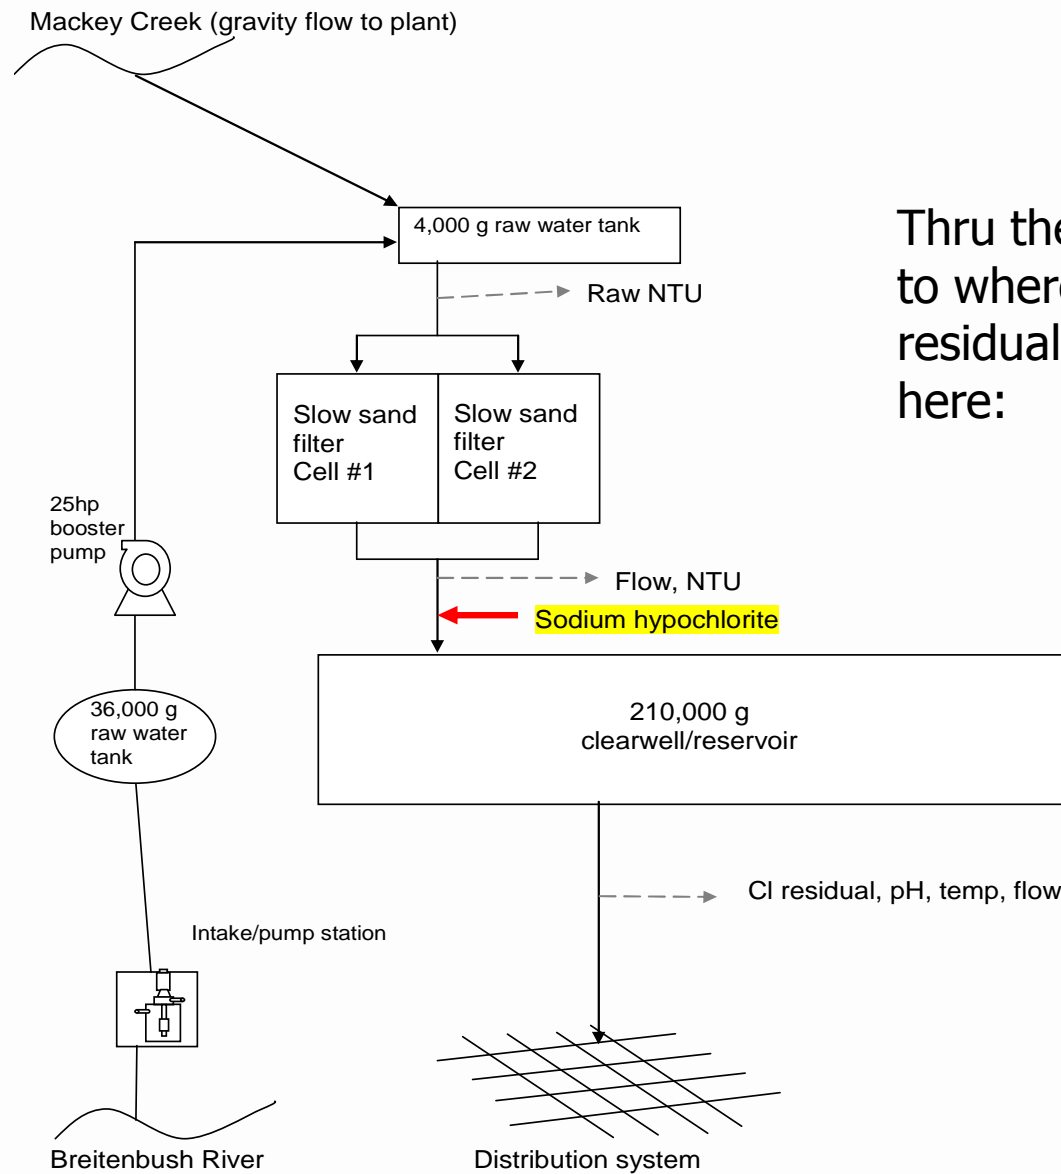 Mackey Creek (gravity flow to plant)
4,000 g raw water tank
Thru the
to where
residual
here:
Raw NTU
Slow sand
filter
Cell #1
Slow sand
filter
Cell #2
25hp
booster
pump
Flow, NTU
Sodium hypochlorite
36,000 g
raw water
tank
210,000 g
clearwell/reservoir
Cl residual, pH, temp, flow
Intake/pump station
Breitenbush River
Distribution system